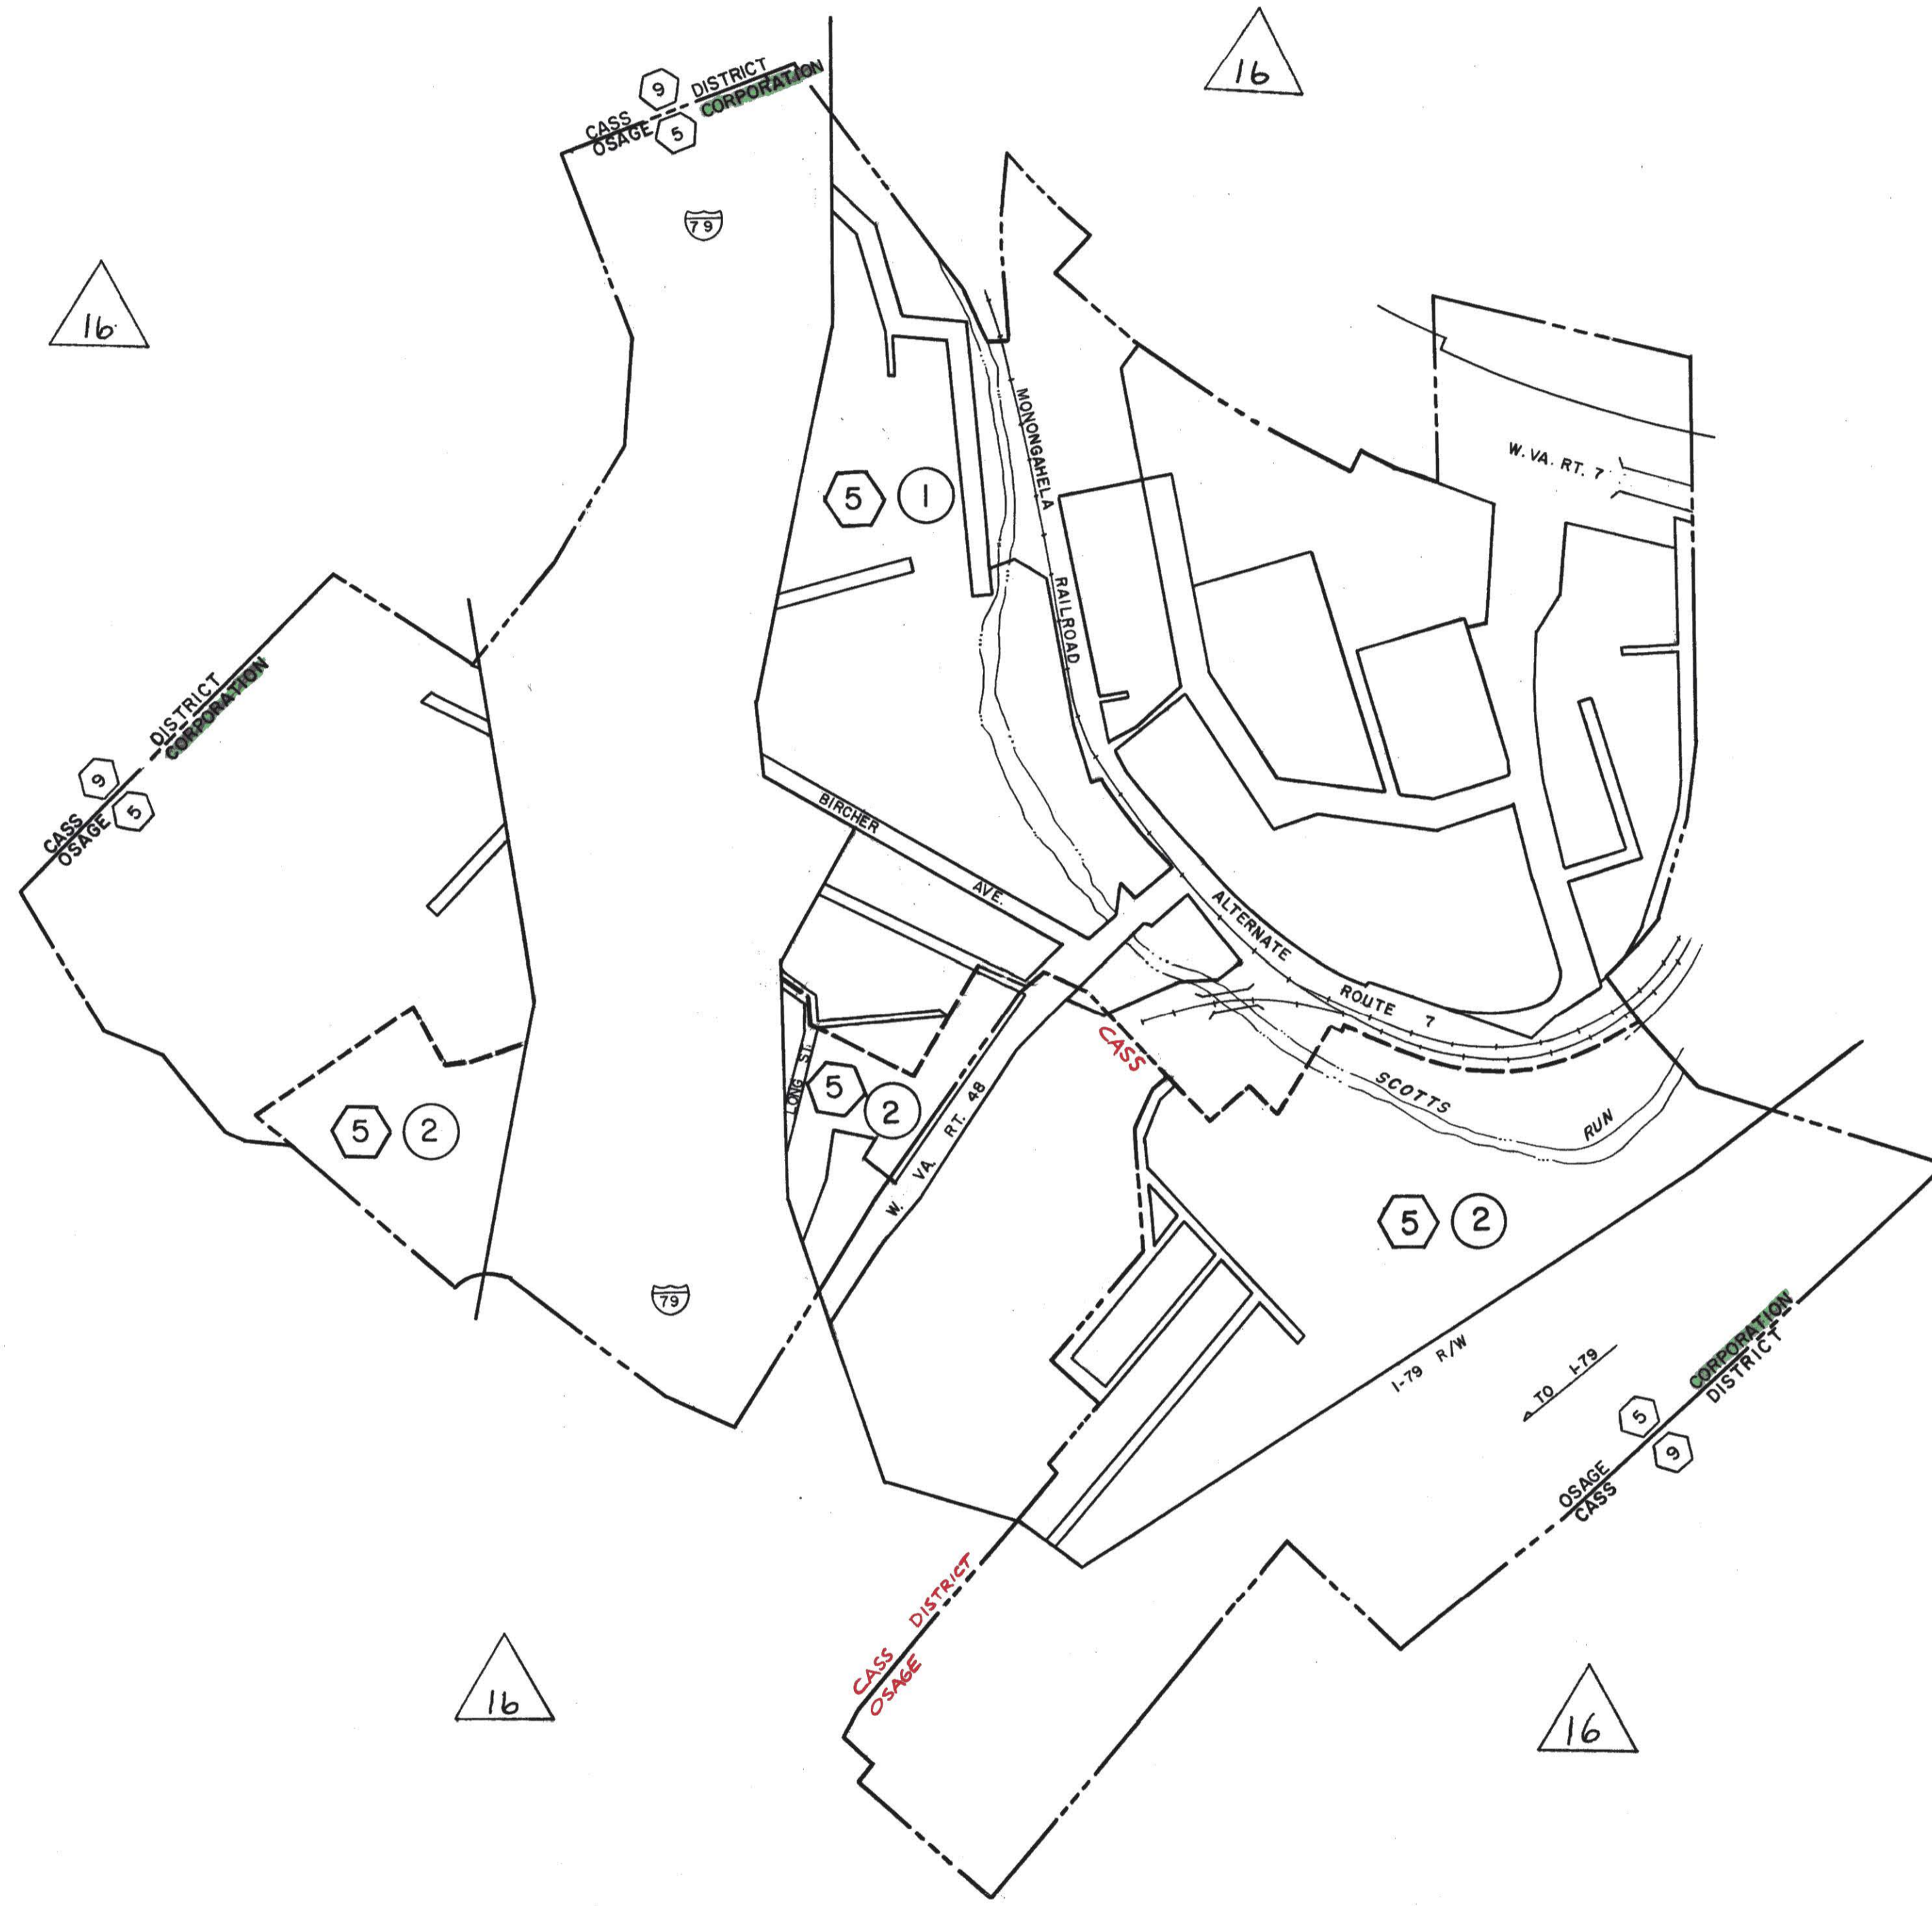 16
9
DISTRICT
CORPORATION
CASS
OSAGE
5
79
16
MONONGAHELA
RAILROAD
W. VA. RT. 7
5
1
DISTRICT
CORPORATION
9
5
CASS
OSAGE
BIRCHER
AVE.
ALTERNATE
ROUTE 7
CASS
LONG ST.
5
2
5
2
W. VA. RT. 48
SCOTTS
RUN
5
2
79
I-79 R/W
TO I-79
CORPORATION
DISTRICT
5
9
OSAGE
CASS
CASS DISTRICT
OSAGE
16
16